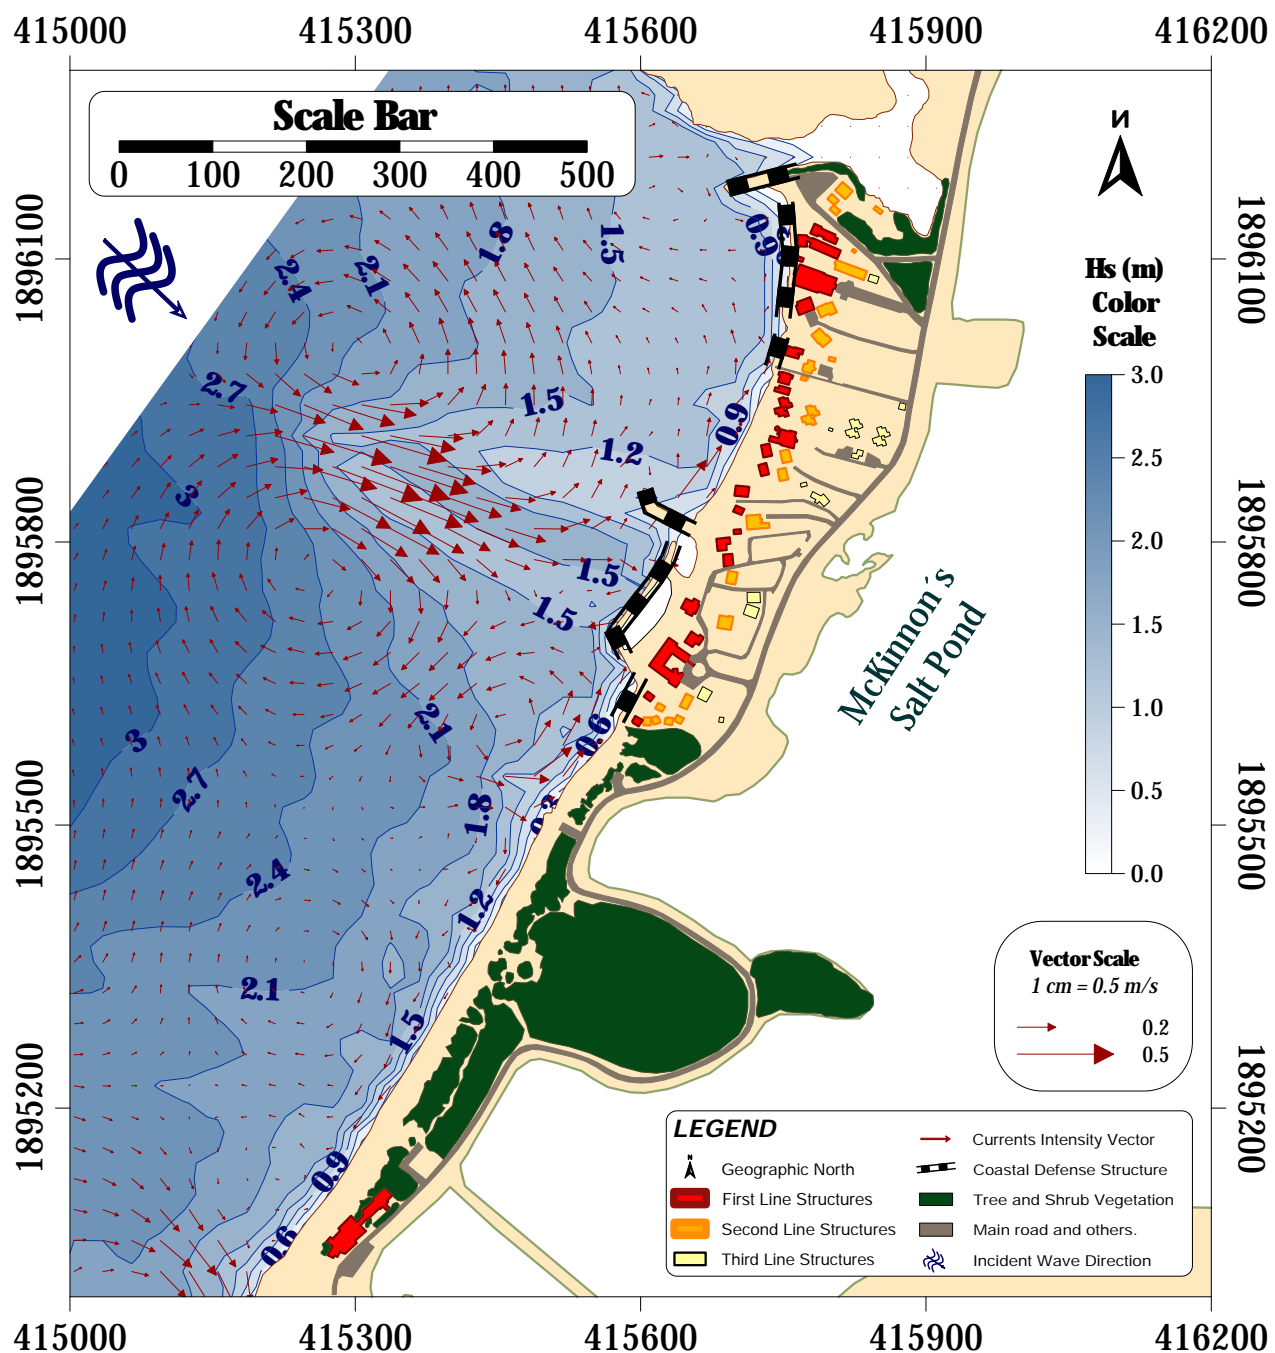 415000 415300 415600 415900 416200
Scale Bar
0 100 200 300 400 500
N
1896100
1896100
Hs (m)
Color
Scale
3.0
2.5
2.0
1.5
1.0
0.5
0.0
0.9
1.8
1.5
2.4
2.1
2.7
1.5
0.9
1.2
3
1895800
1895800
1.5
1.5
McKinnon´s
Salt Pond
2.1
0.6
3
2.7
1.8
1895500
1895500
2.4
1.2
2.1
1.5
Vector Scale
1 cm = 0.5 m/s
0.2
0.5
1895200
1895200
0.9
0.6
LEGEND
N
Geographic North
First Line Structures
Second Line Structures
Third Line Structures
Currents Intensity Vector
Coastal Defense Structure
Tree and Shrub Vegetation
Main road and others.
Incident Wave Direction
415000 415300 415600 415900 416200